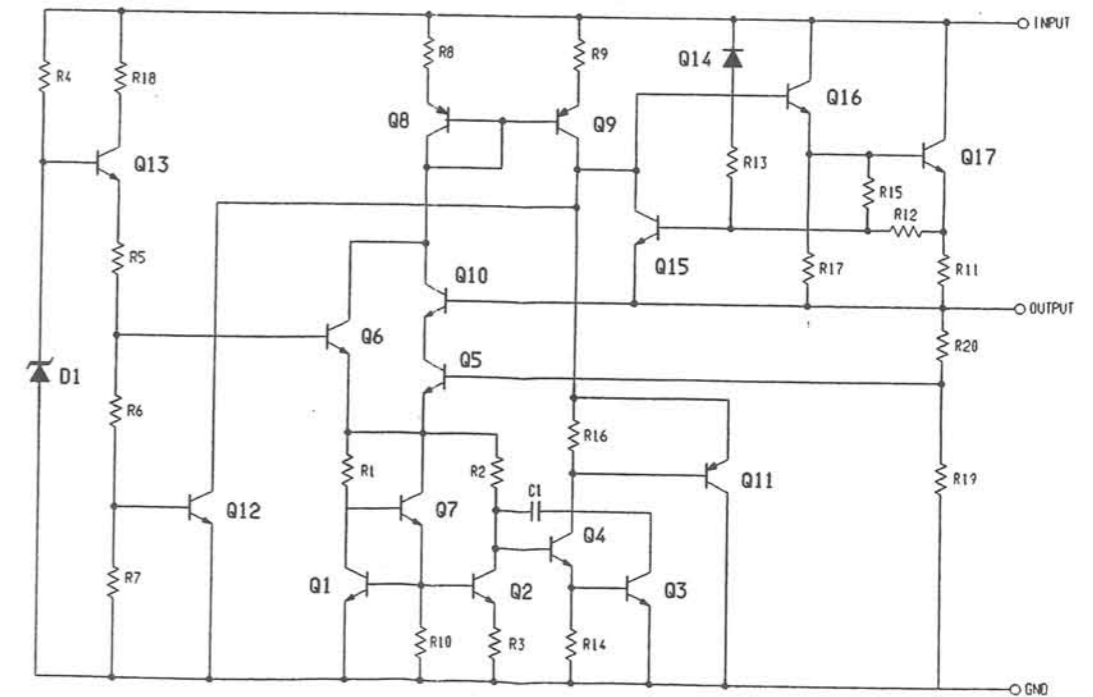 INPUT
R4
R18
R8
R9
Q14
Q16
Q8
Q9
Q13
R13
Q17
R15
R12
R5
Q15
R17
R11
Q10
OUTPUT
Q6
Q5
R20
D1
R6
R1
R2
R16
C1
Q11
R19
Q12
Q7
Q4
R7
Q1
Q2
Q3
R10
R3
R14
GND